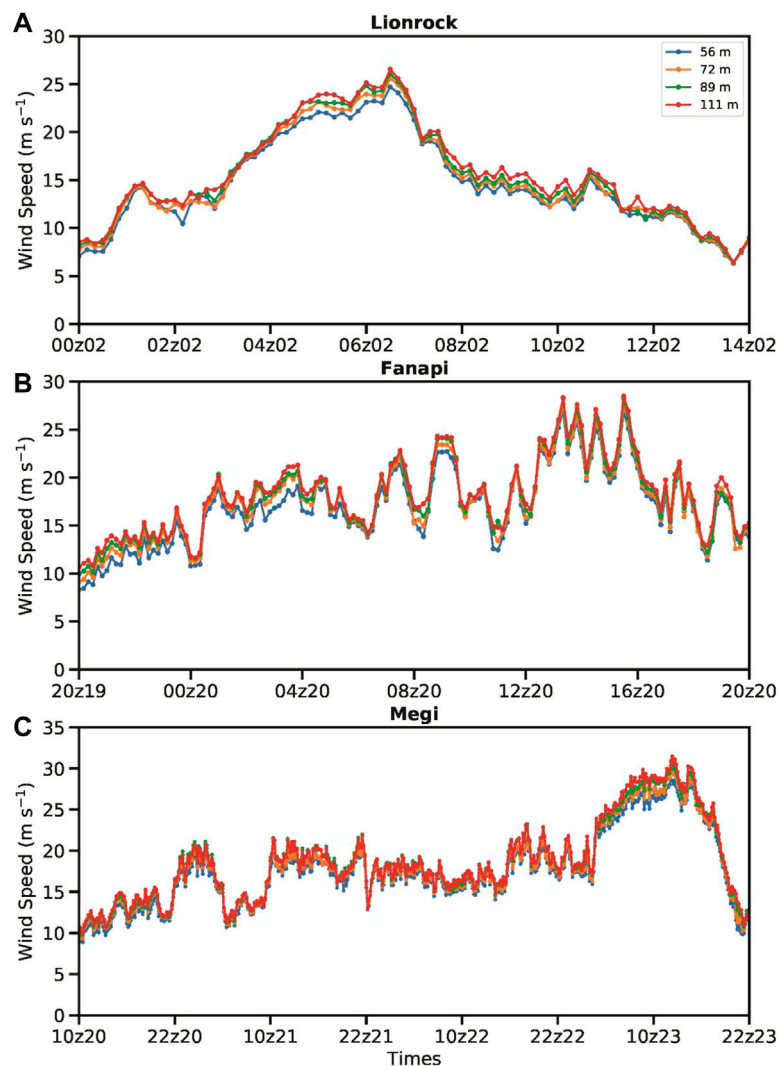 A
Lionrock
30
25
20
15
10
5
0
Wind Speed (m s⁻¹)
56 m
72 m
89 m
111 m
00z02 02z02 04z02 06z02 08z02 10z02 12z02 14z02
B
Fanapi
30
25
20
15
10
5
0
Wind Speed (m s⁻¹)
20z19 00z20 04z20 08z20 12z20 16z20 20z20
C
Megi
35
30
25
20
15
10
5
0
Wind Speed (m s⁻¹)
10z20 22z20 10z21 22z21 10z22 22z22 10z23 22z23
Times